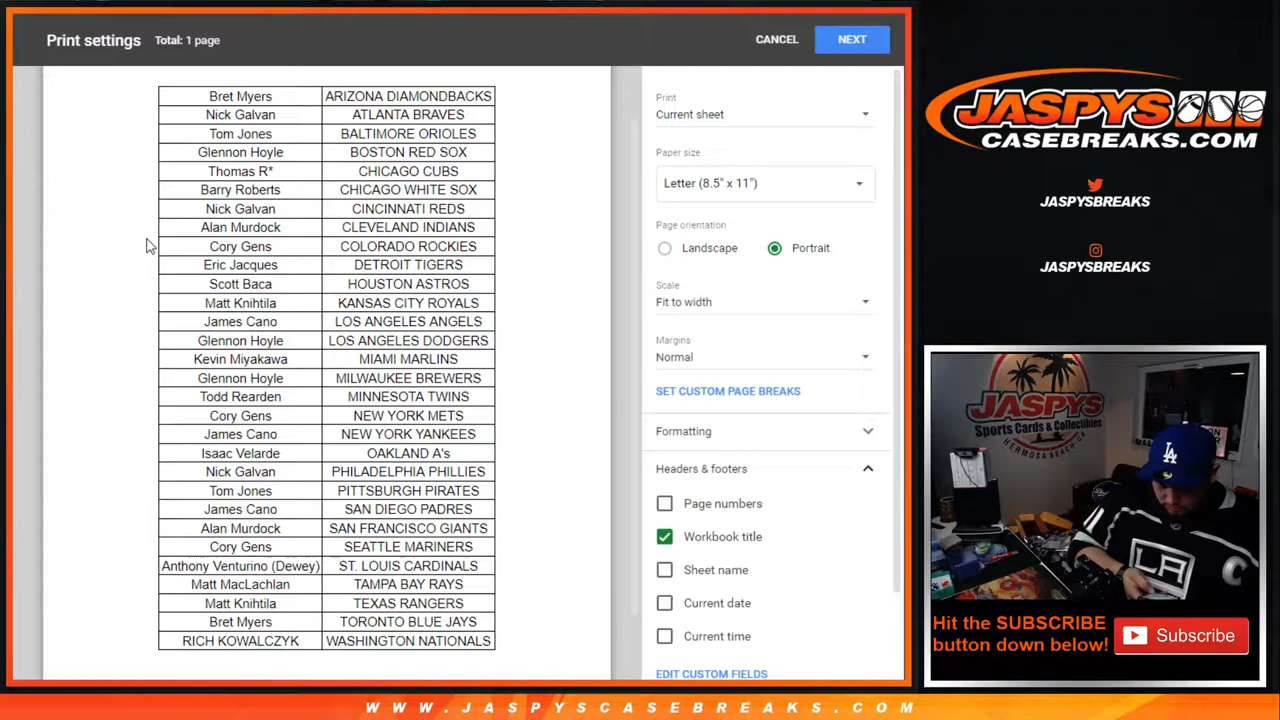 Print settings Total: 1 page CANCEL NEXT
Bret Myers ARIZONA DIAMONDBACKS
Nick Galvan ATLANTA BRAVES
Tom Jones BALTIMORE ORIOLES
Glennon Hoyle BOSTON RED SOX
Thomas R* CHICAGO CUBS
Barry Roberts CHICAGO WHITE SOX
Nick Galvan CINCINNATI REDS
Alan Murdock CLEVELAND INDIANS
Cory Gens COLORADO ROCKIES
Eric Jacques DETROIT TIGERS
Scott Baca HOUSTON ASTROS
Matt Knihtila KANSAS CITY ROYALS
James Cano LOS ANGELES ANGELS
Glennon Hoyle LOS ANGELES DODGERS
Kevin Miyakawa MIAMI MARLINS
Glennon Hoyle MILWAUKEE BREWERS
Todd Rearden MINNESOTA TWINS
Cory Gens NEW YORK METS
James Cano NEW YORK YANKEES
Isaac Velarde OAKLAND A's
Nick Galvan PHILADELPHIA PHILLIES
Tom Jones PITTSBURGH PIRATES
James Cano SAN DIEGO PADRES
Alan Murdock SAN FRANCISCO GIANTS
Cory Gens SEATTLE MARINERS
Anthony Venturino (Dewey) ST. LOUIS CARDINALS
Matt MacLachlan TAMPA BAY RAYS
Matt Knihtila TEXAS RANGERS
Bret Myers TORONTO BLUE JAYS
RICH KOWALCZYK WASHINGTON NATIONALS
Print
Current sheet
Paper size
Letter (8.5" x 11")
Page orientation
Landscape Portrait
Scale
Fit to width
Margins
Normal
SET CUSTOM PAGE BREAKS
Formatting
Headers & footers
Page numbers
Workbook title
Sheet name
Current date
Current time
EDIT CUSTOM FIELDS
JASPYS
CASEBREAKS.COM
JASPYSBREAKS
JASPYSBREAKS
JASPYS
Sports Cards & Collectibles
HERMOSA BEACH, CA
LA
LA
C
Hit the SUBSCRIBE
button down below!
Subscribe
WWW.JASPYSCASEBREAKS.COM